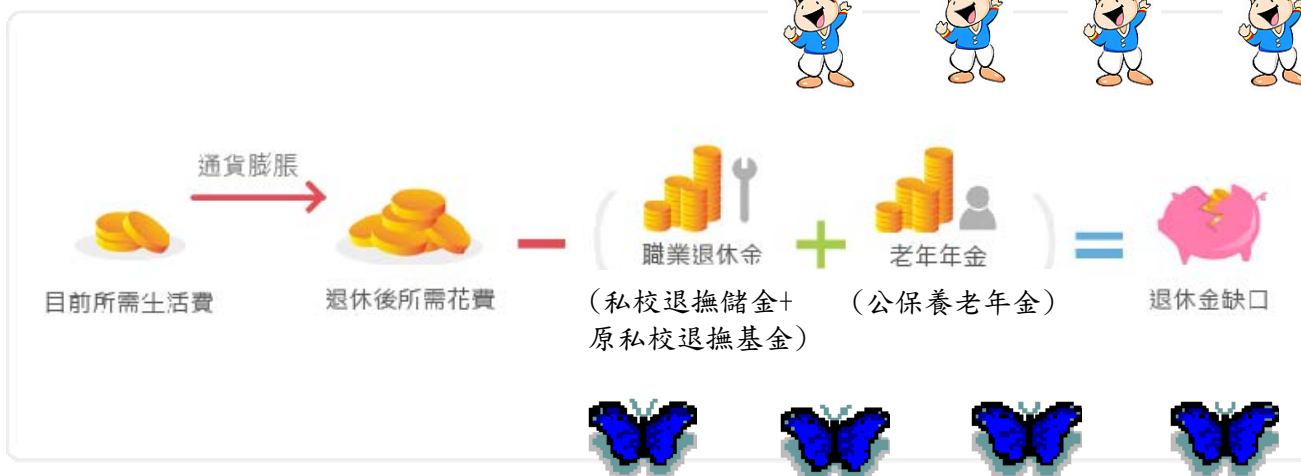 通貨膨脹
目前所需生活費
退休後所需花費
－
(
職業退休金
(私校退撫儲金+
原私校退撫基金)
+
老年年金
(公保養老年金)
)
=
退休金缺口